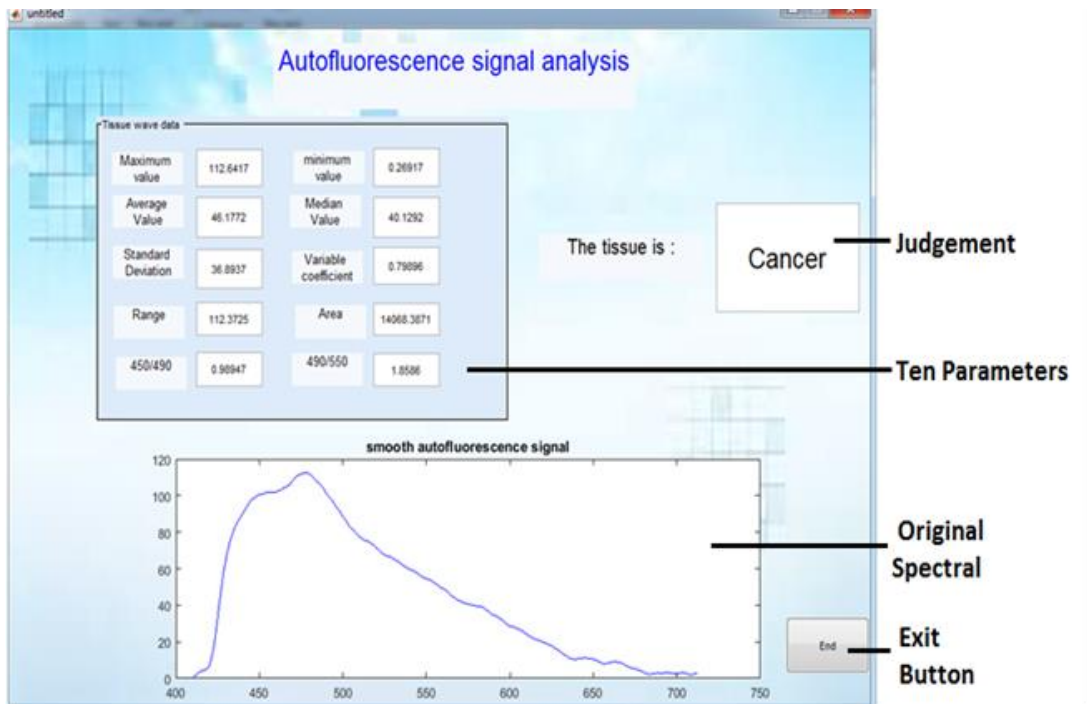 untitled
Autofluorescence signal analysis
Tissue wave data
Maximum
value
112.6417
minimum
value
0.26917
Average
Value
46.1772
Median
Value
40.1292
Standard
Deviation
36.8937
Variable
coefficient
0.79896
Range
112.3725
Area
14068.3871
450/490
0.98947
490/550
1.8586
The tissue is :
Cancer
Judgement
Ten Parameters
smooth autofluorescence signal
120
100
80
60
40
20
0
400 450 500 550 600 650 700 750
Original
Spectral
End
Exit
Button